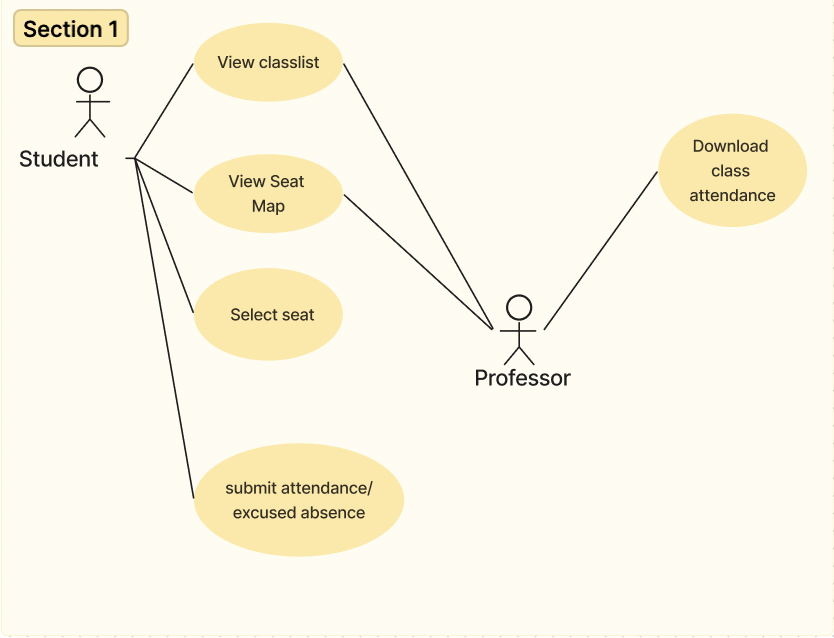 Section 1
View classlist
Student
View Seat
Map
Select seat
submit attendance/
excused absence
Professor
Download
class
attendance